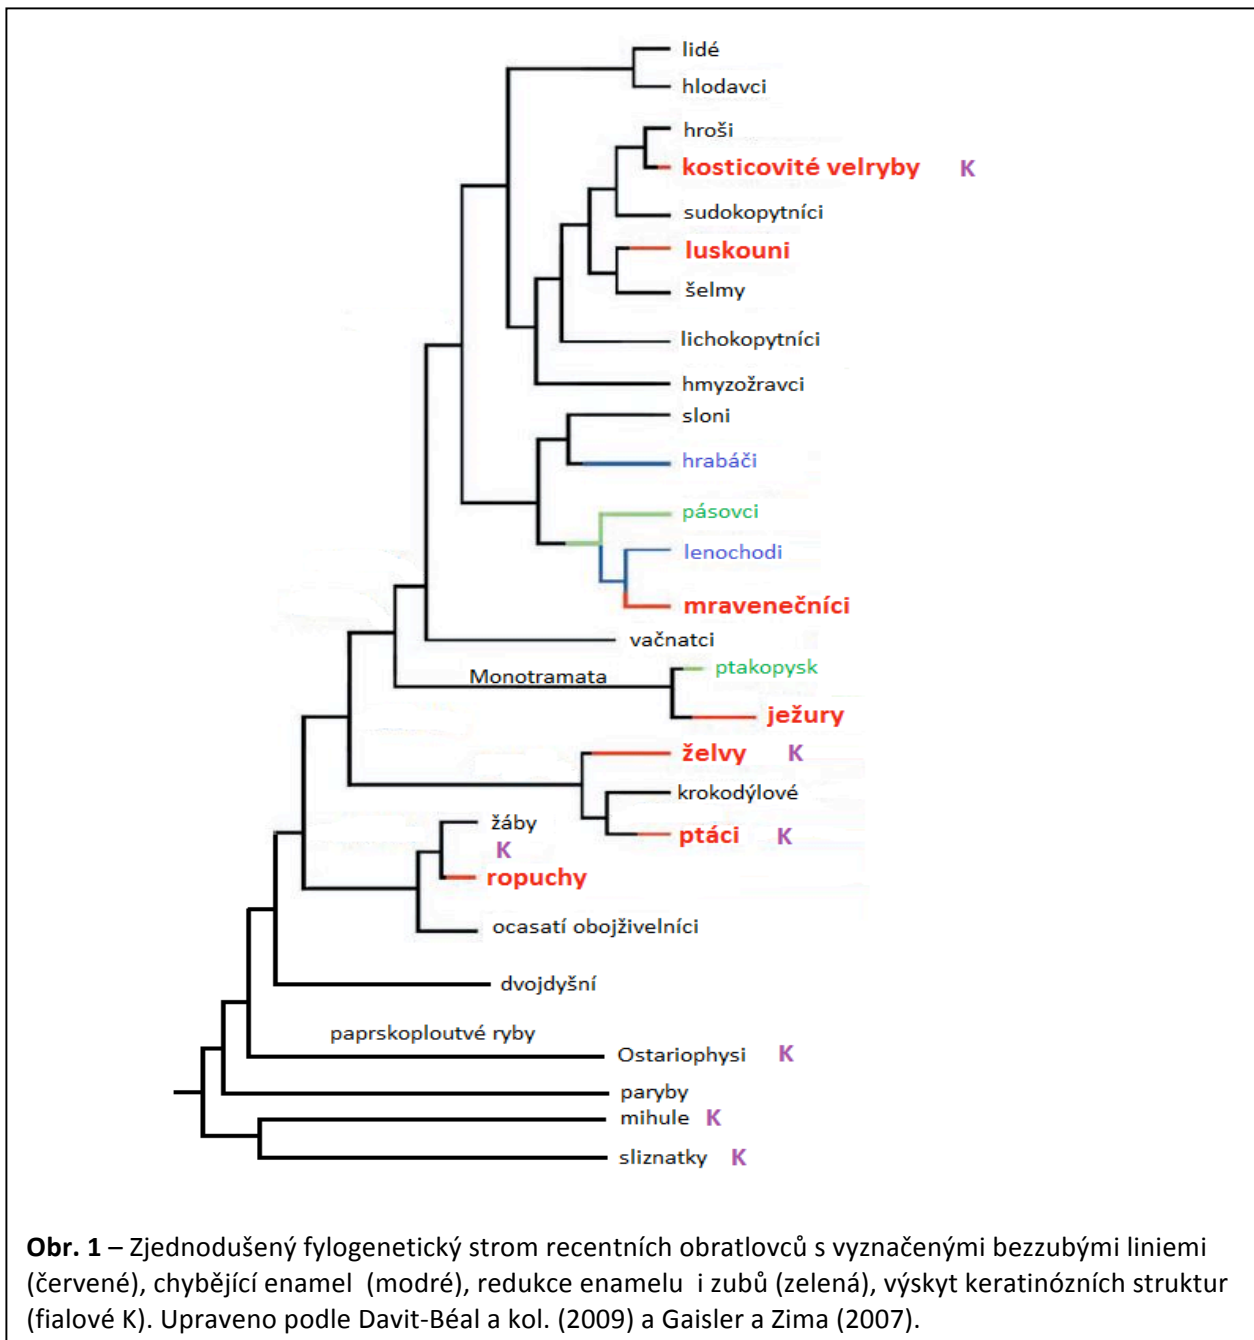 lidé
hlodavci
hroši
kosticovité velryby K
sudokopytníci
luskouni
šelmy
lichokopytníci
hmyzožravci
sloni
hrabáči
pásovci
lenochodi
mravenečníci
vačnatci
ptakopysk
Monotramata
ježury
želvy K
krokodýlové
ptáci K
žáby
K
ropuchy
ocasatí obojživelníci
dvojdyšní
paprskoploutvé ryby
Ostariophysi K
paryby
mihule K
sliznatky K
Obr. 1 – Zjednodušený fylogenetický strom recentních obratlovců s vyznačenými bezzubými liniemi
(červené), chybějící enamel (modré), redukce enamelu i zubů (zelená), výskyt keratinózních struktur
(fialové K). Upraveno podle Davit-Béal a kol. (2009) a Gaisler a Zima (2007).